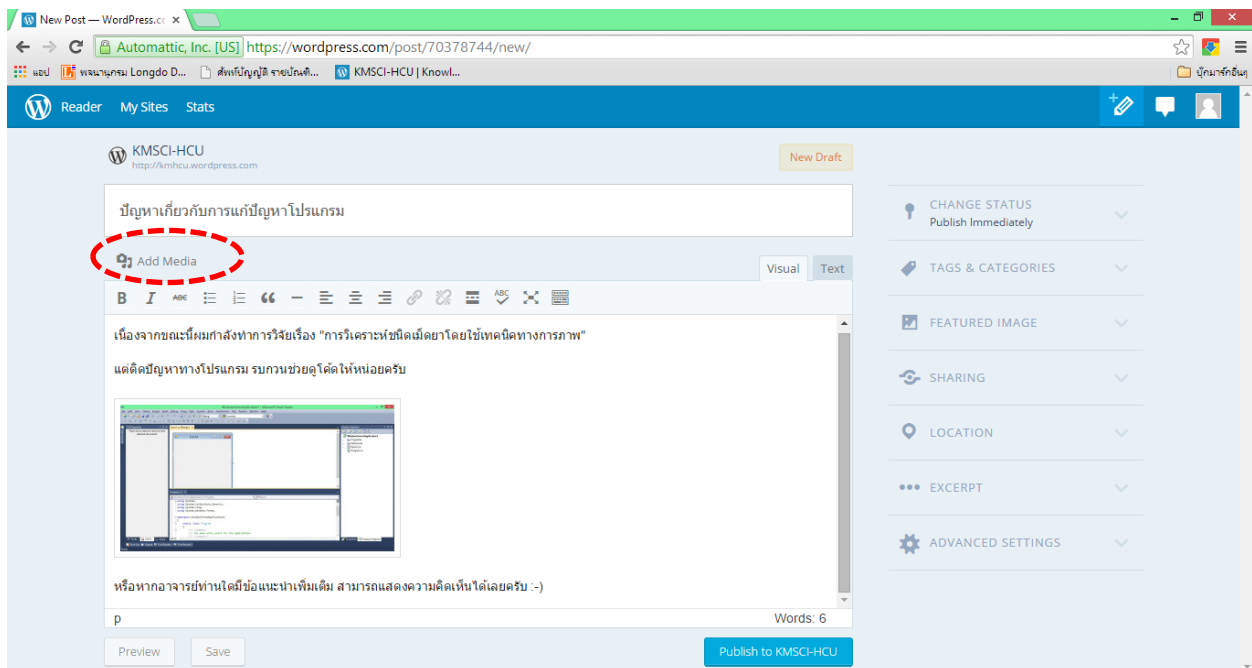 New Post — WordPress.cc ×
Automattic, Inc. [US] https://wordpress.com/post/70378744/new/
แอป พจนานุกรม Longdo D... ศัพท์บัญญัติ ราชบัณฑิ... KMSCI-HCU | Knowl... บุ๊กมาร์กอื่นๆ
Reader My Sites Stats
KMSCI-HCU
http://kmhcu.wordpress.com
New Draft
ปัญหาเกี่ยวกับการแก้ปัญหาโปรแกรม
CHANGE STATUS
Publish Immediately
Add Media
Visual Text
TAGS & CATEGORIES
B I ABC ABC
FEATURED IMAGE
เนื่องจากขณะนี้ผมกำลังทำการวิจัยเรื่อง "การวิเคราะห์ชนิดเม็ดยาโดยใช้เทคนิคทางการภาพ"
แต่ติดปัญหาทางโปรแกรม รบกวนช่วยดูโค้ดให้หน่อยครับ
SHARING
LOCATION
EXCERPT
ADVANCED SETTINGS
หรือหากอาจารย์ท่านใดมีข้อแนะนำเพิ่มเติม สามารถแสดงความคิดเห็นได้เลยครับ :-)
p Words: 6
Preview Save Publish to KMSCI-HCU